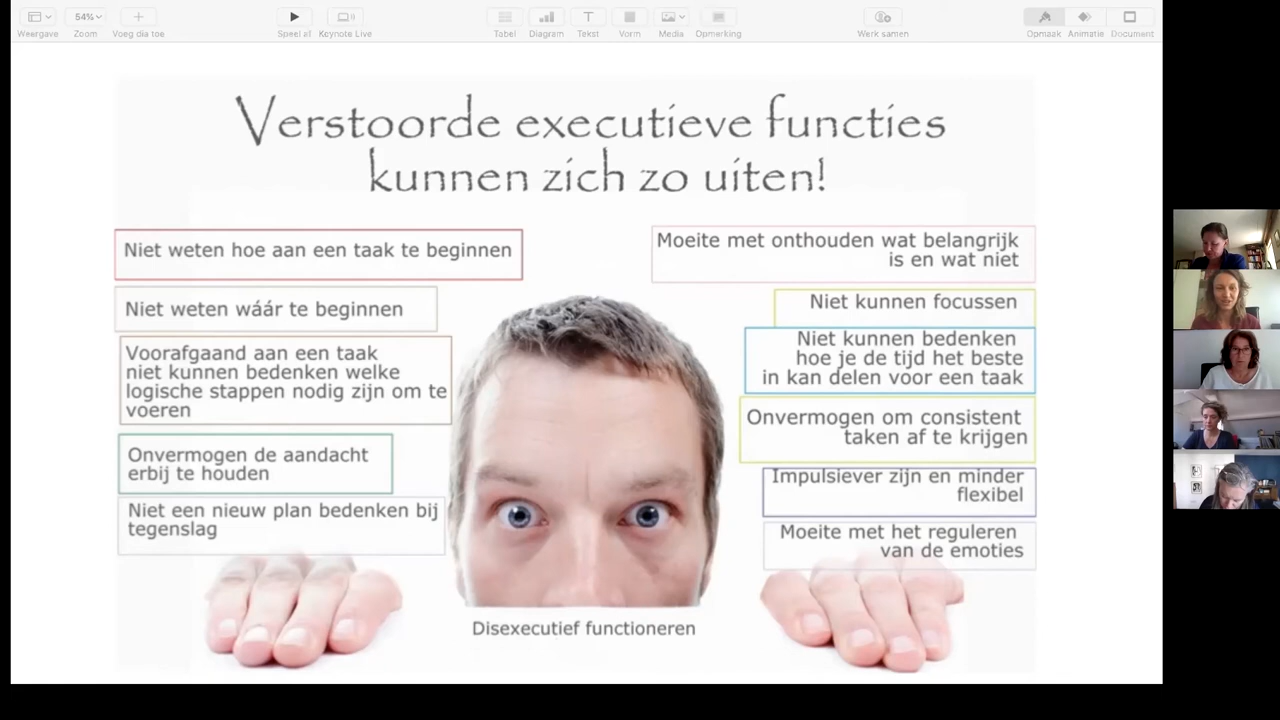 Weergave
54%
Zoom
Voeg dia toe
Speel af
Keynote Live
Tabel
Diagram
Tekst
Vorm
Media
Opmerking
Werk samen
Opmaak
Animatie
Document
Verstoorde executieve functies
kunnen zich zo uiten!
Niet weten hoe aan een taak te beginnen
Niet weten wáár te beginnen
Voorafgaand aan een taak
niet kunnen bedenken welke
logische stappen nodig zijn om te
voeren
Onvermogen de aandacht
erbij te houden
Niet een nieuw plan bedenken bij
tegenslag
Moeite met onthouden wat belangrijk
is en wat niet
Niet kunnen focussen
Niet kunnen bedenken
hoe je de tijd het beste
in kan delen voor een taak
Onvermogen om consistent
taken af te krijgen
Impulsiever zijn en minder
flexibel
Moeite met het reguleren
van de emoties
Disexecutief functioneren